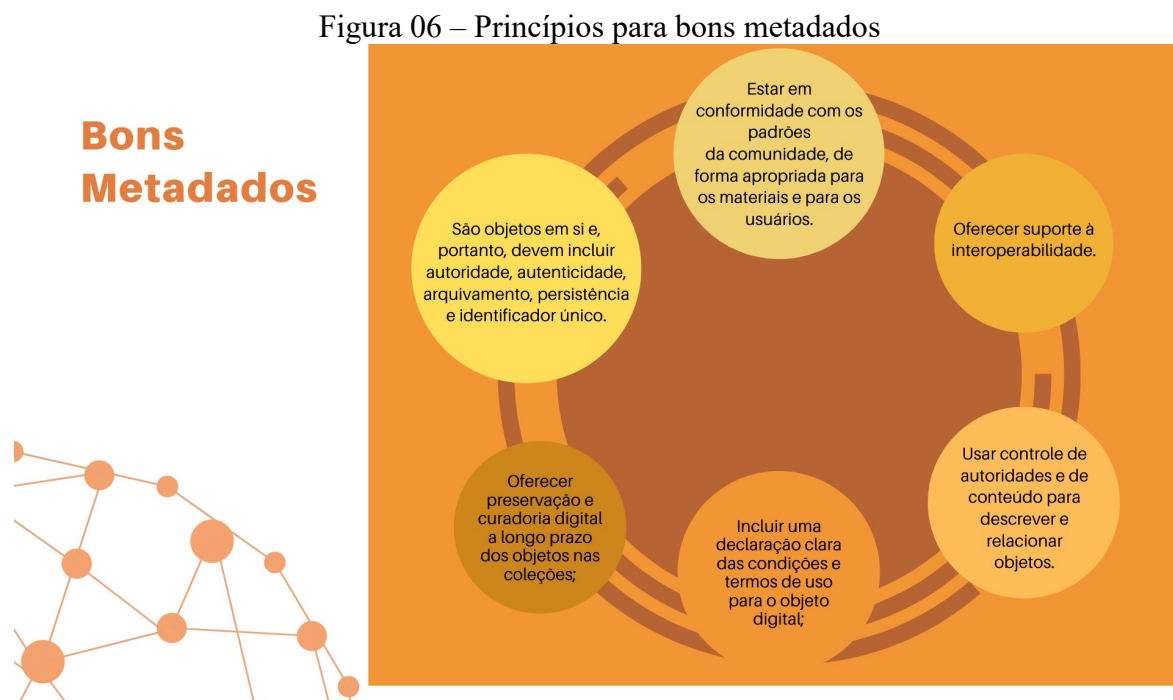 Figura 06 – Princípios para bons metadados
Bons
Metadados
Estar em
conformidade com os
padrões
da comunidade, de
forma apropriada para
os materiais e para os
usuários.
Oferecer suporte à
interoperabilidade.
Usar controle de
autoridades e de
conteúdo para
descrever e
relacionar
objetos.
Incluir uma
declaração clara
das condições e
termos de uso
para o objeto
digital;
Oferecer
preservação e
curadoria digital
a longo prazo
dos objetos nas
coleções;
São objetos em si e,
portanto, devem incluir
autoridade, autenticidade,
arquivamento, persistência
e identificador único.